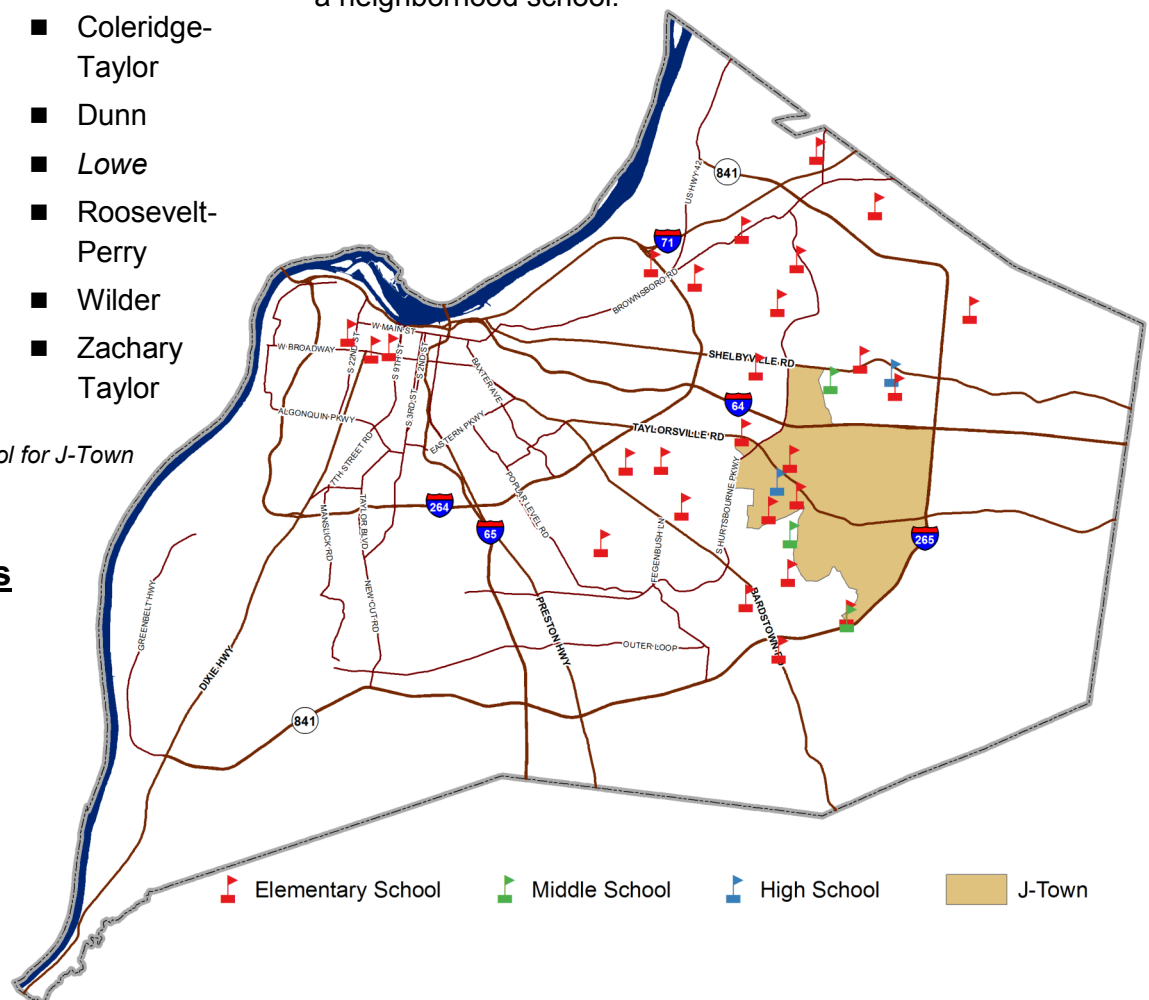 a neighborhood school.
■ Coleridge-
Taylor
■ Dunn
■ Lowe
■ Roosevelt-
Perry
■ Wilder
■ Zachary
Taylor
ol for J-Town
s
US HWY 42
841
71
BROWNSBORO RD
W MAIN ST
W BROADWAY
S 22ND ST
S 9TH ST
S 2ND ST
BAXTER AVE
SHELBYVILLE RD
64
ALGONQUIN PKWY
S 3RD ST
EASTERN PKWY
TAYLORSVILLE RD
7TH STREET RD
POPLAR LEVEL RD
S HURTSBOURNE PKWY
264
65
265
MANSLICK RD
TAYLOR BLVD
FEGENBUSH LN
GREENBELT HWY
NEW CUT RD
PRESTON HWY
BARDSTOWN
OUTER LOOP
DIXIE HWY
841
Elementary School
Middle School
High School
J-Town